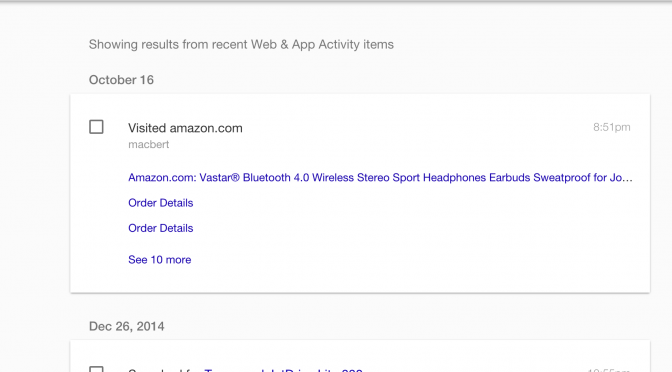 Showing results from recent Web & App Activity items
October 16
Visited amazon.com
8:51pm
macbert
Amazon.com: Vastar® Bluetooth 4.0 Wireless Stereo Sport Headphones Earbuds Sweatproof for Jo…
Order Details
Order Details
See 10 more
Dec 26, 2014